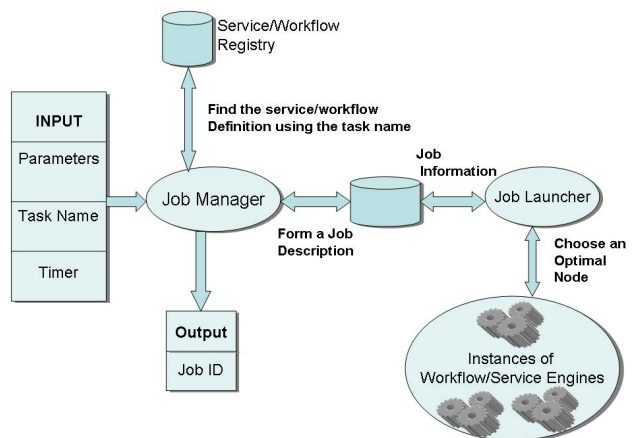 Service/Workflow
Registry
Find the service/workflow
Definition using the task name
INPUT
Parameters
Task Name
Timer
Job Manager
Form a Job
Description
Job
Information
Job Launcher
Choose an
Optimal
Node
Output
Job ID
Instances of
Workflow/Service Engines